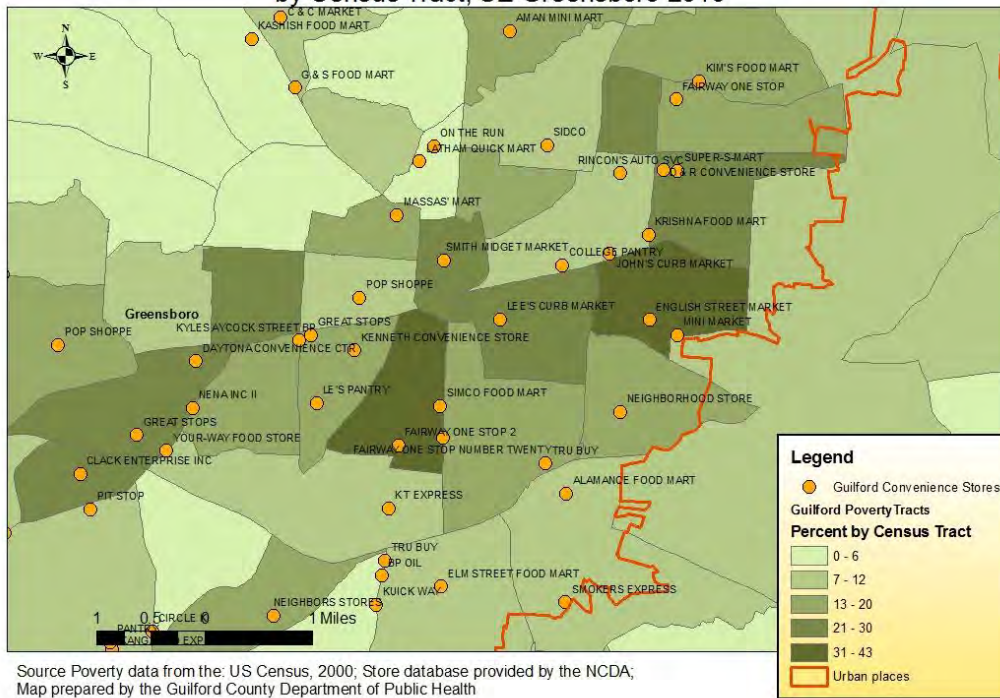 C & C MARKET
KASHISH FOOD MART
AMAN MINI MART
N
W E
S
G & S FOOD MART
KIM'S FOOD MART
FAIRWAY ONE STOP
ON THE RUN
LATHAM QUICK MART
SIDCO
RINCON'S AUTO SVC
SUPER-S-MART
& R CONVENIENCE STORE
MASSAS' MART
KRISHNA FOOD MART
SMITH MIDGET MARKET
COLLEGE PANTRY
JOHN'S CURB MARKET
POP SHOPPE
LEE'S CURB MARKET
ENGLISH STREET MARKET
MINI MARKET
Greensboro
POP SHOPPE
KYLES AYCOCK STREET BP
GREAT STOPS
KENNETH CONVENIENCE STORE
DAYTONA CONVENIENCE CTR
NENA INC II
LE'S PANTRY
SIMCO FOOD MART
NEIGHBORHOOD STORE
GREAT STOPS
YOUR-WAY FOOD STORE
FAIRWAY ONE STOP 2
FAIRWAY ONE STOP NUMBER TWENTY
TRU BUY
CLACK ENTERPRISE INC
ALAMANCE FOOD MART
PIT STOP
KT EXPRESS
TRU BUY
BP OIL
ELM STREET FOOD MART
KUICK WAY
SMOKERS EXPRESS
NEIGHBORS STORES
CIRCLE K
PANTRY
EXP
1 0.5 0 1 Miles
Legend
Guilford Convenience Stores
Guilford PovertyTracts
Percent by Census Tract
0 - 6
7 - 12
13 - 20
21 - 30
31 - 43
Urban places
Source Poverty data from the: US Census, 2000; Store database provided by the NCDA;
Map prepared by the Guilford County Department of Public Health